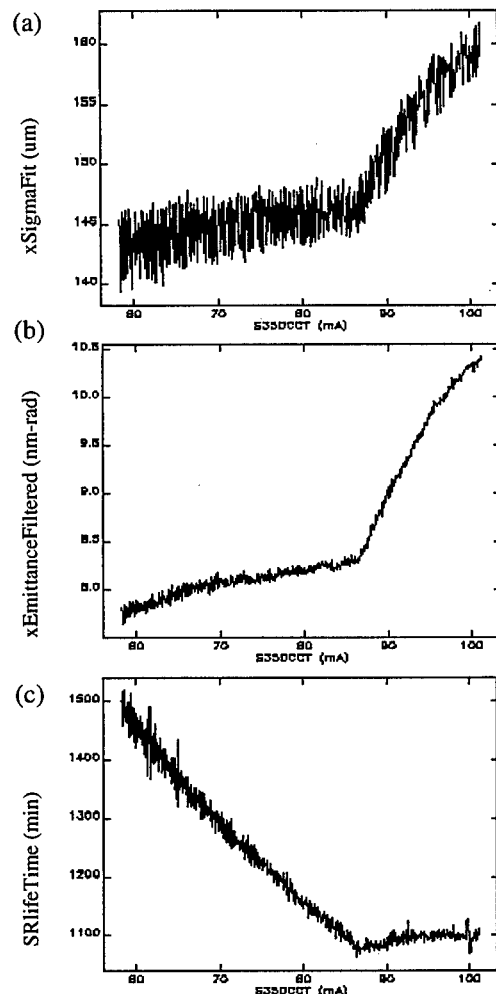 (a)
xSigmaFit (um)
160
155
150
145
140
60 70 80 90 100
S35DCCT (mA)
(b)
xEmittanceFiltered (nm-rad)
10.5
10.0
9.5
9.0
8.5
8.0
60 70 80 90 100
S35DCCT (mA)
(c)
SRlifeTime (min)
1500
1400
1300
1200
1100
60 70 80 90 100
S35DCCT (mA)